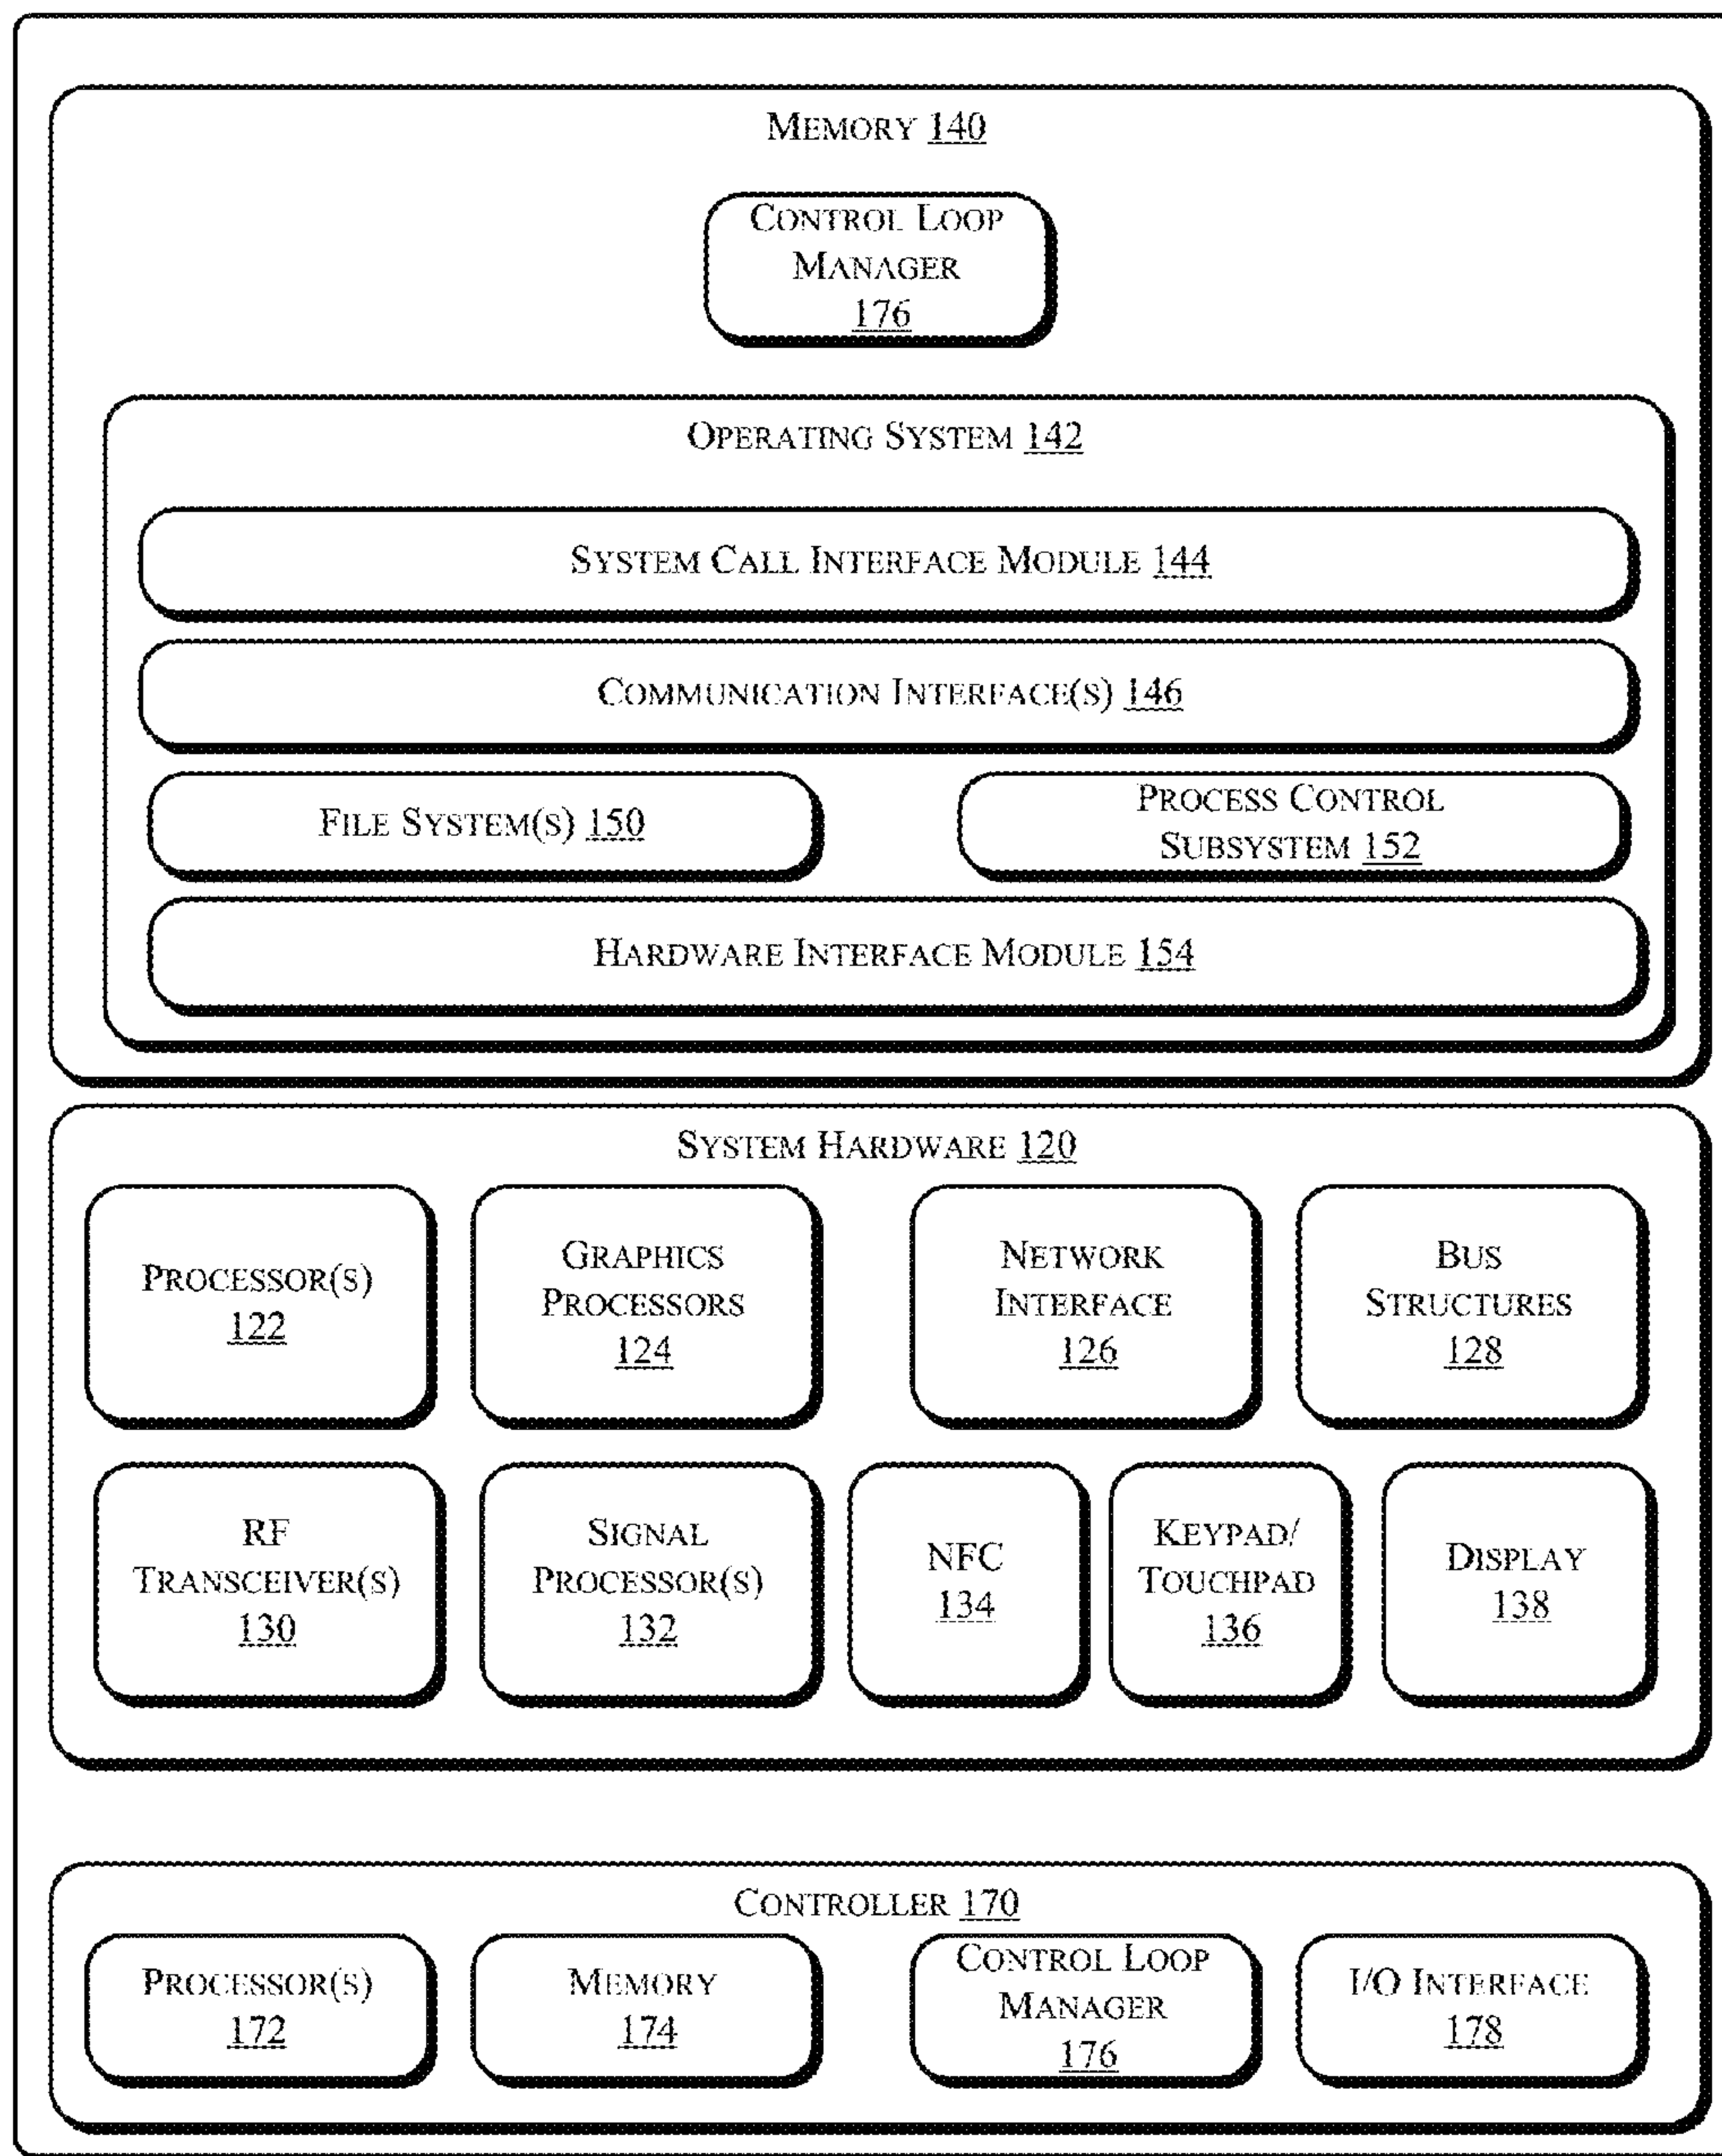 MEMORY 140
CONTROL LOOP
MANAGER
176
OPERATING SYSTEM 142
SYSTEM CALL INTERFACE MODULE 144
COMMUNICATION INTERFACE(S) 146
FILE SYSTEM(S) 150
PROCESS CONTROL
SUBSYSTEM 152
HARDWARE INTERFACE MODULE 154
SYSTEM HARDWARE 120
PROCESSOR(S)
122
GRAPHICS
PROCESSORS
124
NETWORK
INTERFACE
126
BUS
STRUCTURES
128
RF
TRANSCEIVER(S)
130
SIGNAL
PROCESSOR(S)
132
NFC
134
KEYPAD/
TOUCHPAD
136
DISPLAY
138
CONTROLLER 170
PROCESSOR(S)
172
MEMORY
174
CONTROL LOOP
MANAGER
176
I/O INTERFACE
178